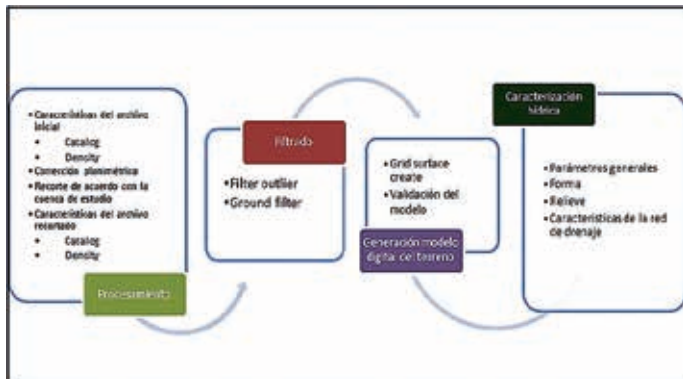 • Características del archivo
inicial
• Catalog
• Density
• Corrección planimétrica
• Recorte de acuerdo con la
cuenca de estudio
• Características del archivo
recortado
• Catalog
• Density
Procesamiento
Filtrado
• Filter outlier
• Ground filter
• Grid surface
create
• Validación del
modelo
Generación modelo
digital del terreno
Caracterización
hídrica
• Parámetros generales
• Forma
• Relieve
• Características de la red
de drenaje